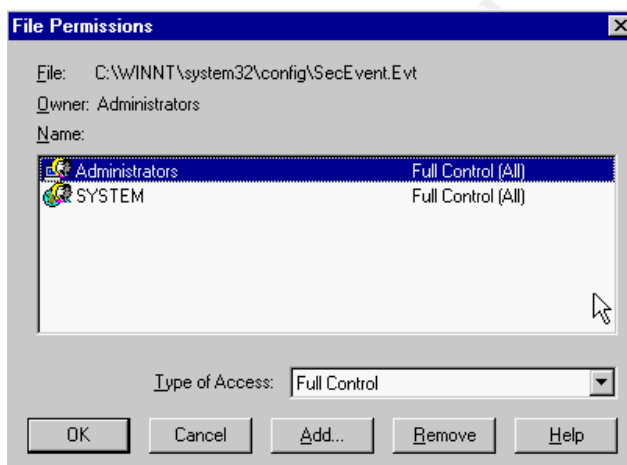 File Permissions
File: C:\WINNT\system32\config\SecEvent.Evt
Owner: Administrators
Name:
Administrators Full Control (All)
SYSTEM Full Control (All)
Type of Access: Full Control
OK Cancel Add... Remove Help